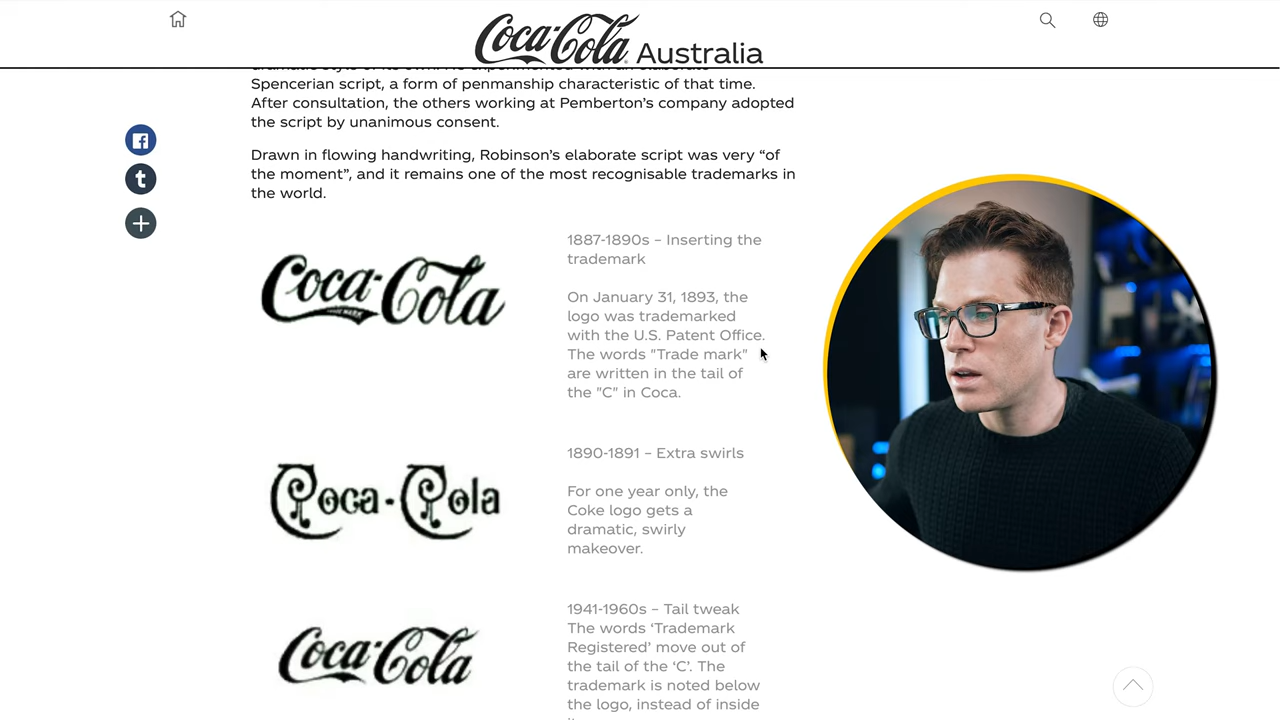 Coca-Cola Australia
Spencerian script, a form of penmanship characteristic of that time.
After consultation, the others working at Pemberton's company adopted
the script by unanimous consent.
Drawn in flowing handwriting, Robinson's elaborate script was very “of
the moment”, and it remains one of the most recognisable trademarks in
the world.
Coca-Cola
1887-1890s – Inserting the
trademark
On January 31, 1893, the
logo was trademarked
with the U.S. Patent Office.
The words "Trade mark"
are written in the tail of
the "C" in Coca.
Coca-Cola
1890-1891 – Extra swirls
For one year only, the
Coke logo gets a
dramatic, swirly
makeover.
Coca-Cola
1941-1960s – Tail tweak
The words ‘Trademark
Registered’ move out of
the tail of the ‘C’. The
trademark is noted below
the logo, instead of inside